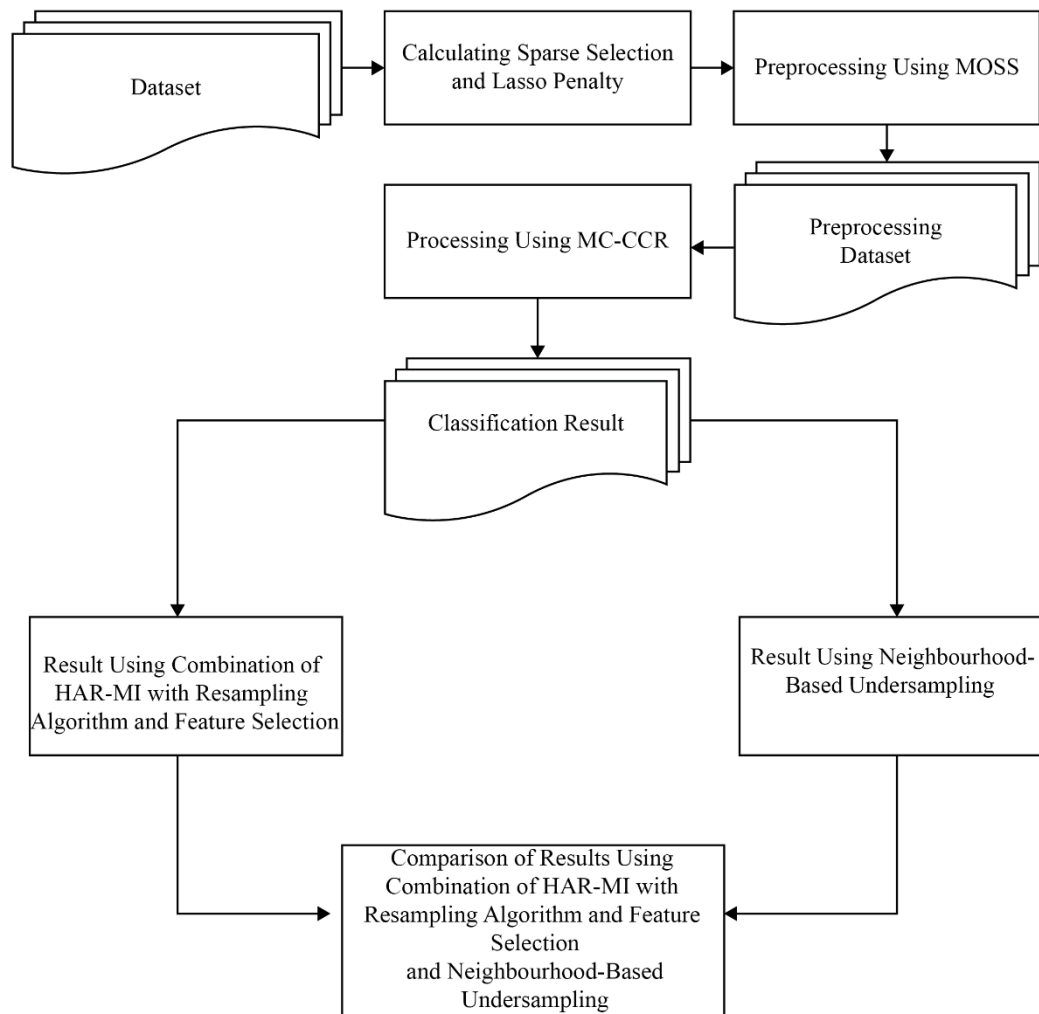 Dataset
Calculating Sparse Selection
and Lasso Penalty
Preprocessing Using MOSS
Processing Using MC-CCR
Preprocessing
Dataset
Classification Result
Result Using Combination of
HAR-MI with Resampling
Algorithm and Feature Selection
Result Using Neighbourhood-
Based Undersampling
Comparison of Results Using
Combination of HAR-MI with
Resampling Algorithm and Feature
Selection
and Neighbourhood-Based
Undersampling